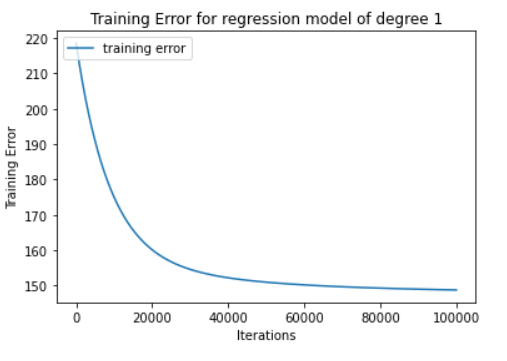 Training Error for regression model of degree 1
training error
220
210
200
190
180
170
160
150
Training Error
0 20000 40000 60000 80000 100000
Iterations